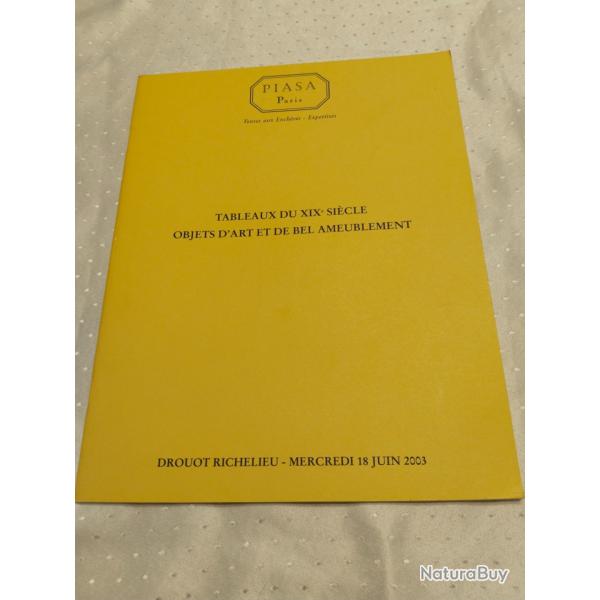 PIASA
Paris
Ventes aux Enchères - Expertises
TABLEAUX DU XIXe SIÈCLE
OBJETS D'ART ET DE BEL AMEUBLEMENT
DROUOT RICHELIEU - MERCREDI 18 JUIN 2003
NaturaBuy